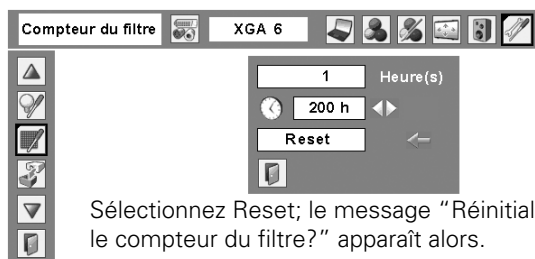 Compteur du filtre XGA 6
1 Heure(s)
200 h
Reset
Sélectionnez Reset; le message “Réinitial
le compteur du filtre?” apparaît alors.